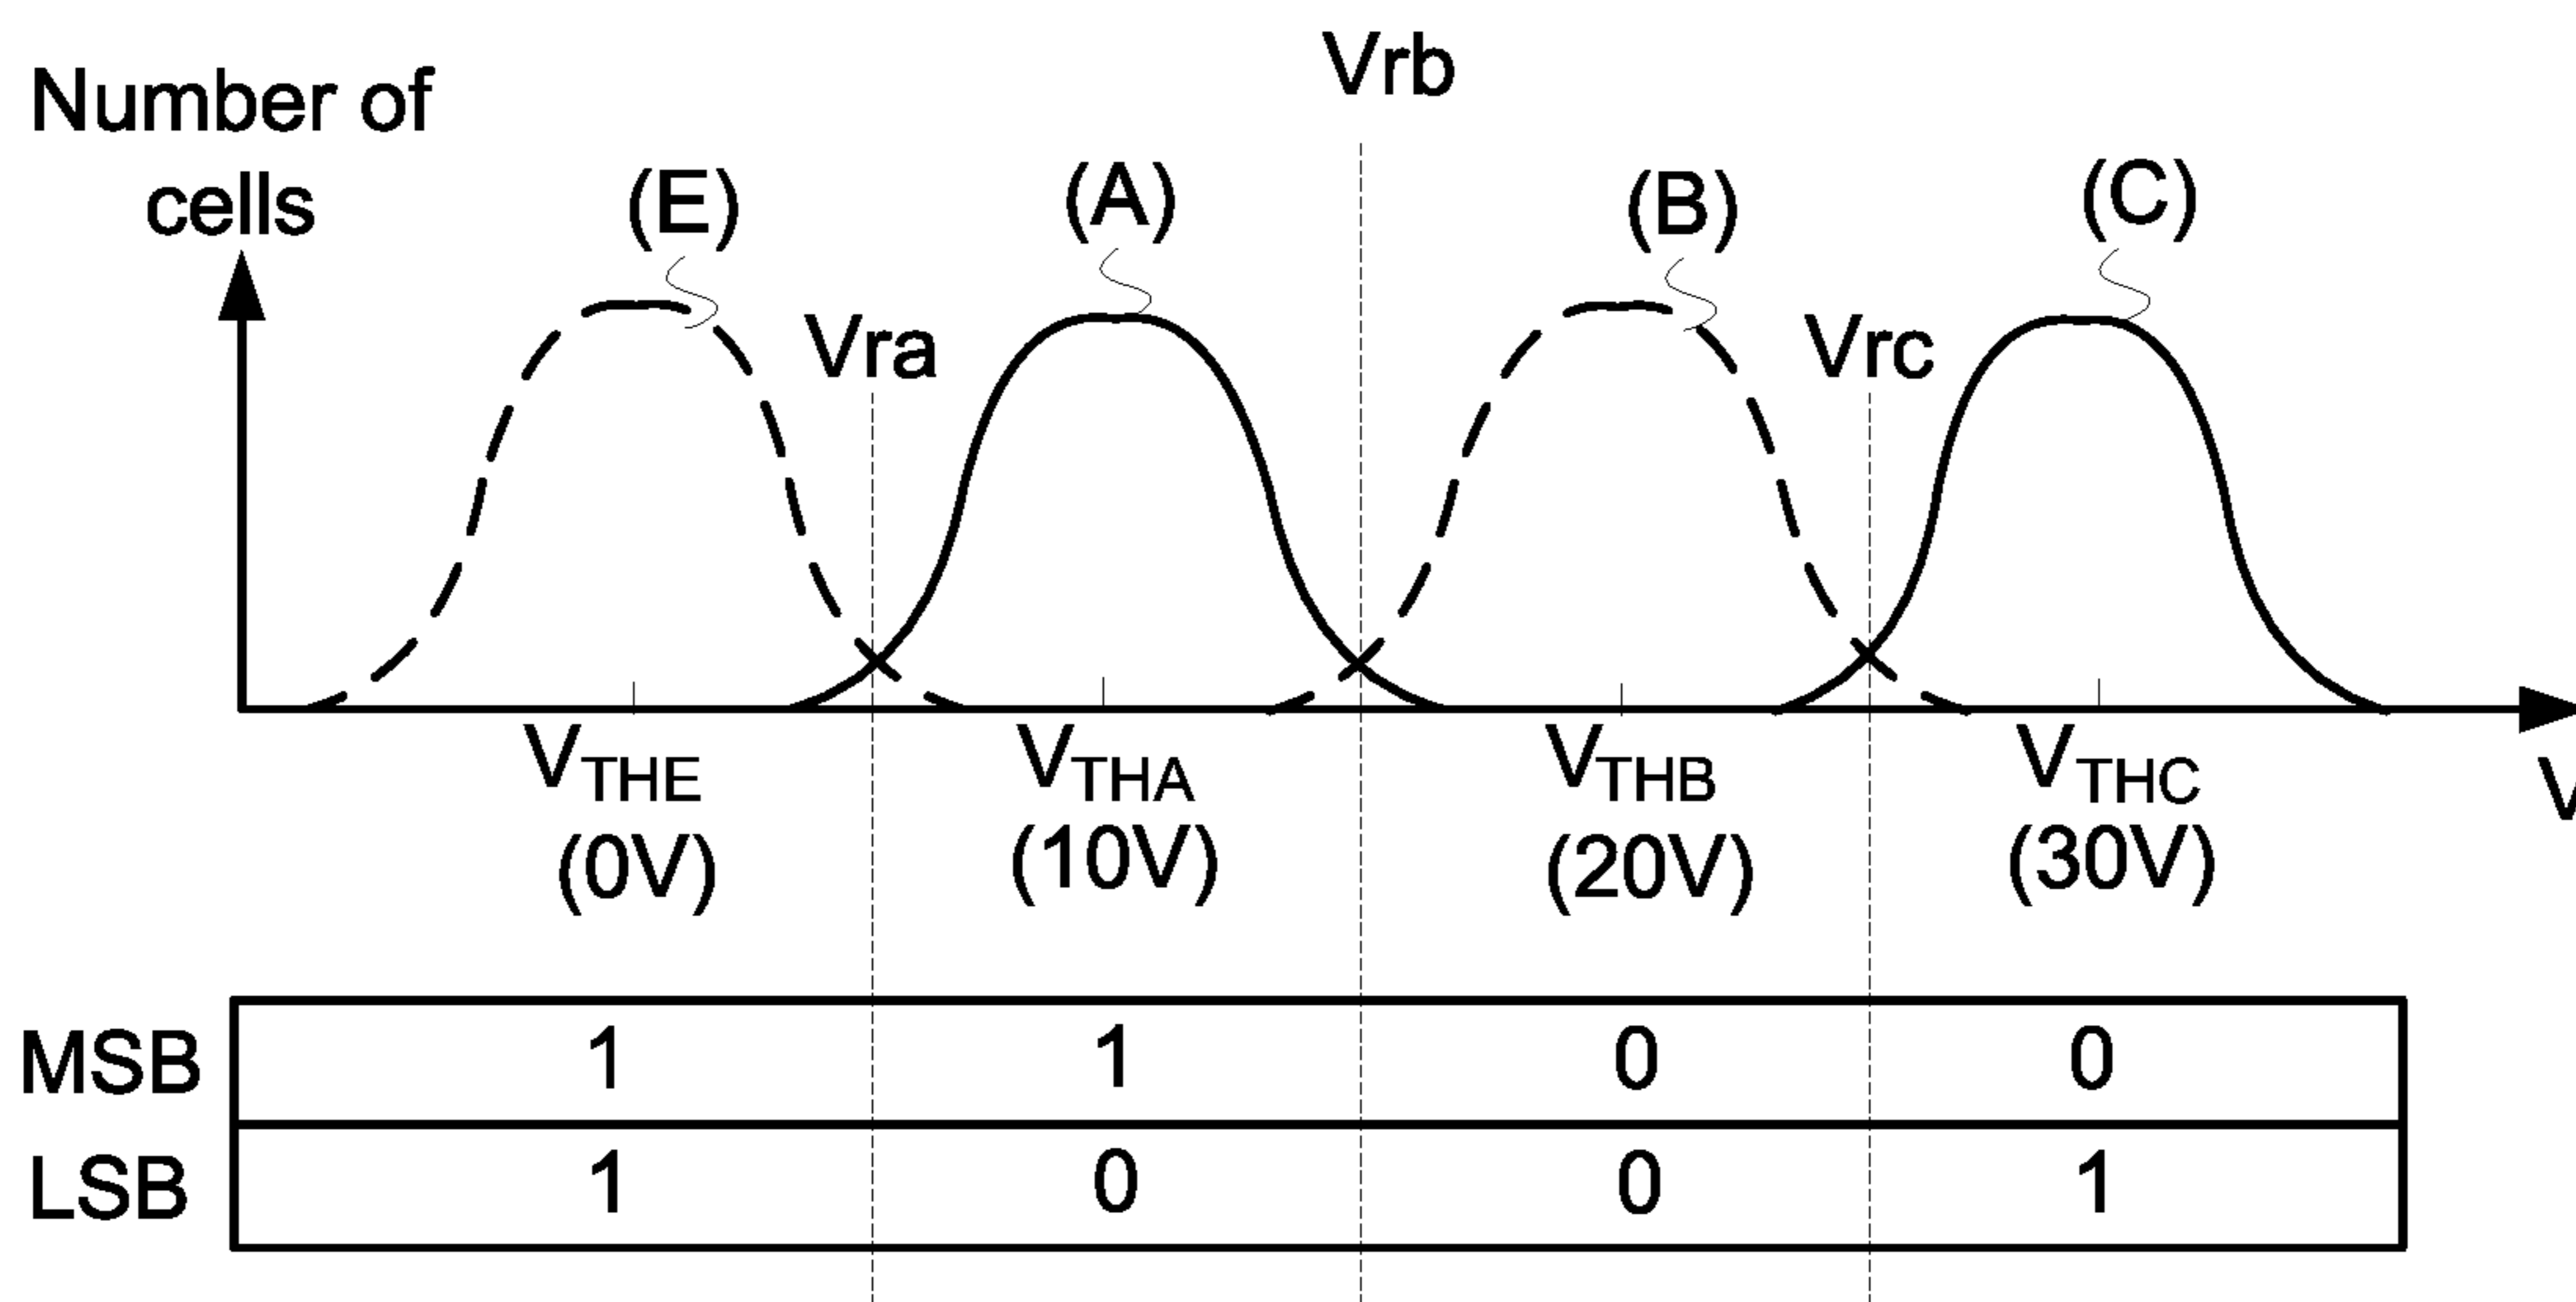 Number of
cells
Vrb
(E)
(A)
(B)
(C)
Vra
Vrc
VTHE
(0V)
VTHA
(10V)
VTHB
(20V)
VTHC
(30V)
V
MSB 1 1 0 0
LSB 1 0 0 1